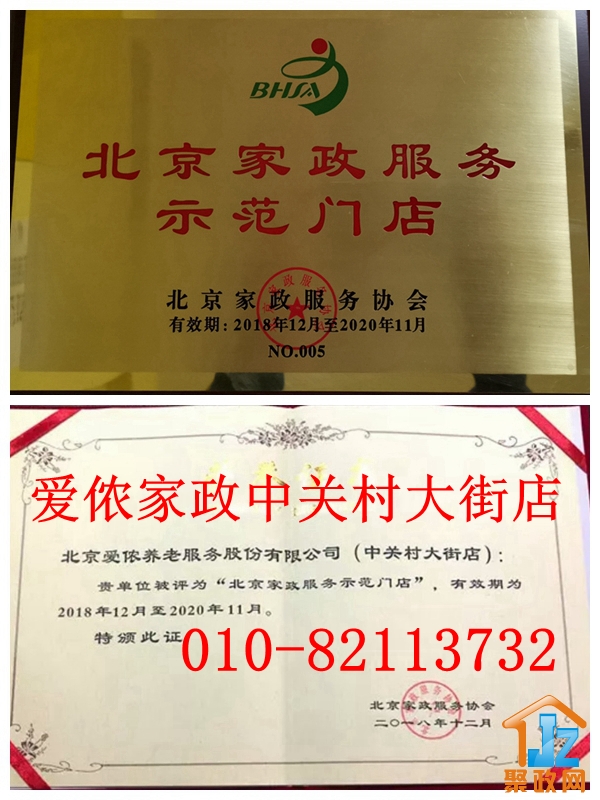 BHSA
北京家政服务
示范门店
北京家政服务协会
有效期：2018年12月至2020年11月
NO.005
爱侬家政中关村大街店
北京爱侬养老服务股份有限公司（中关村大街店）：
贵单位被评为“北京家政服务示范门店”，有效期为
2018年12月至2020年11月。
特颁此证
010-82113732
北京家政服务协会
二〇一八年十二月
JZ
聚政网